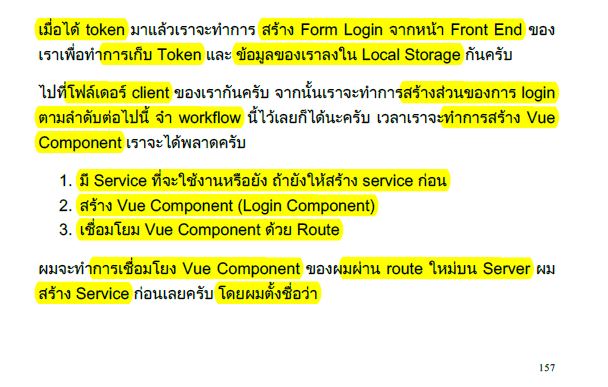 เมื่อได้ token มาแล้วเราจะทำการ สร้าง Form Login จากหน้า Front End ของ
เราเพื่อทำการเก็บ Token และ ข้อมูลของเราลงใน Local Storage กันครับ
ไปที่โฟล์เดอร์ client ของเรากันครับ จากนั้นเราจะทำการสร้างส่วนของการ login
ตามลำดับต่อไปนี้ จำ workflow นี้ไว้เลยก็ได้นะครับ เวลาเราจะทำการสร้าง Vue
Component เราจะได้พลาดครับ
1. มี Service ที่จะใช้งานหรือยัง ถ้ายังให้สร้าง service ก่อน
2. สร้าง Vue Component (Login Component)
3. เชื่อมโยม Vue Component ด้วย Route
ผมจะทำการเชื่อมโยง Vue Component ของผมผ่าน route ใหม่บน Server ผม
สร้าง Service ก่อนเลยครับ โดยผมตั้งชื่อว่า
157